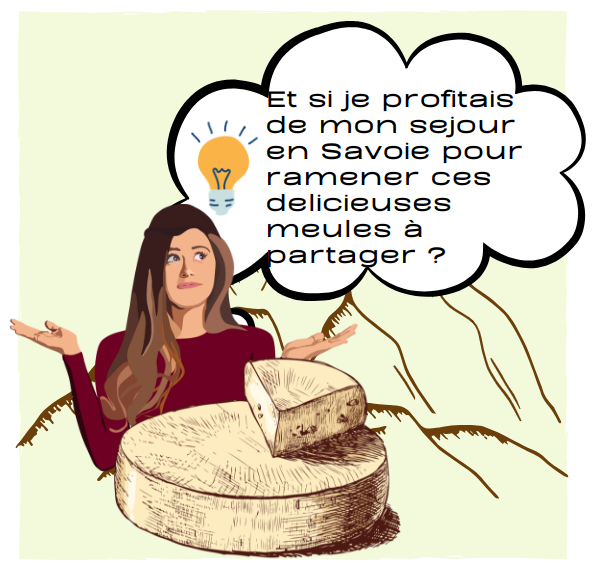 Et si je profitais
de mon sejour
en Savoie pour
ramener ces
delicieuses
meules à
partager ?